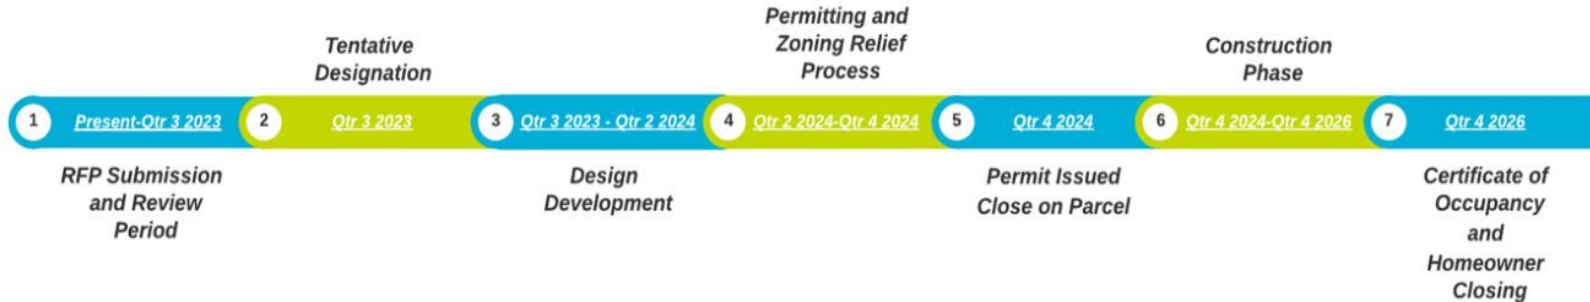 1
Present-Qtr 3 2023
RFP Submission
and Review
Period
2
Tentative
Designation
Qtr 3 2023
3
Qtr 3 2023 - Qtr 2 2024
Design
Development
4
Permitting and
Zoning Relief
Process
Qtr 2 2024-Qtr 4 2024
5
Qtr 4 2024
Permit Issued
Close on Parcel
6
Construction
Phase
Qtr 4 2024-Qtr 4 2026
7
Qtr 4 2026
Certificate of
Occupancy
and
Homeowner
Closing